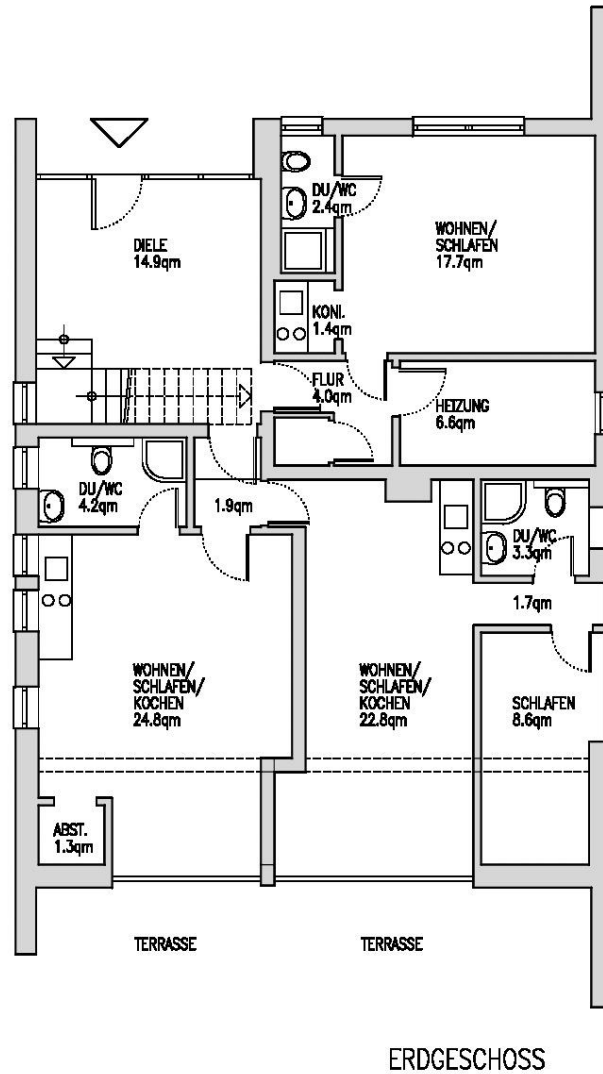 DU/WC
2.4qm
WOHNEN/
SCHLAFEN
17.7qm
DIELE
14.9qm
KONI.
1.4qm
FLUR
4.0qm
HEIZUNG
6.6qm
DU/WC
4.2qm
1.9qm
DU/WC
3.3qm
1.7qm
WOHNEN/
SCHLAFEN/
KOCHEN
24.8qm
WOHNEN/
SCHLAFEN/
KOCHEN
22.8qm
SCHLAFEN
8.6qm
ABST.
1.3qm
TERRASSE
TERRASSE
ERDGESCHOSS